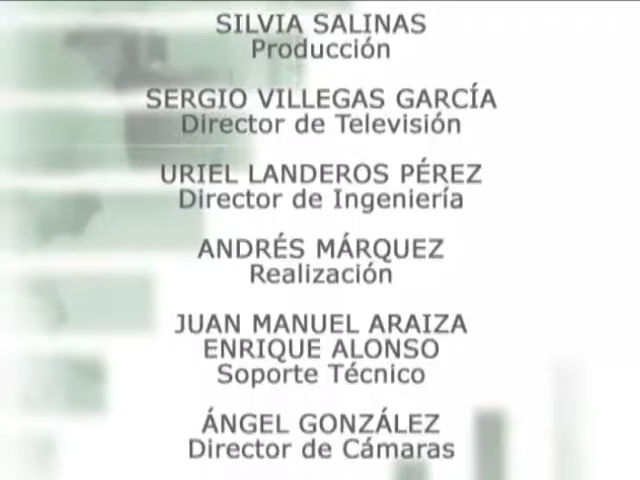 SILVIA SALINAS
Producción
SERGIO VILLEGAS GARCÍA
Director de Televisión
URIEL LANDEROS PÉREZ
Director de Ingeniería
ANDRÉS MÁRQUEZ
Realización
JUAN MANUEL ARAIZA
ENRIQUE ALONSO
Soporte Técnico
ÁNGEL GONZÁLEZ
Director de Cámaras